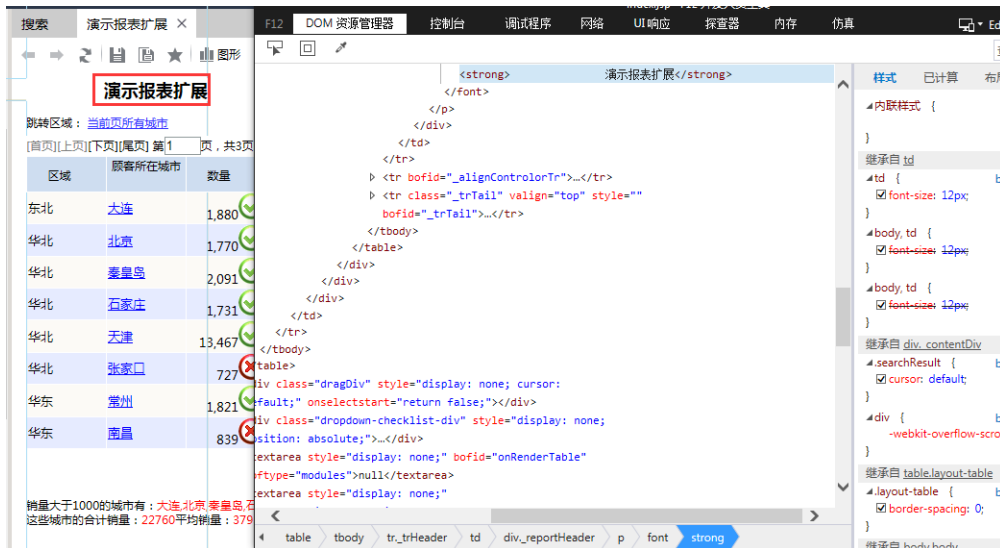 搜索 演示报表扩展 ×
图形
演示报表扩展
跳转区域： 当前页所有城市
[首页][上页][下页][尾页] 第1 页，共3页
区域 顾客所在城市 数量
东北 大连 1,880
华北 北京 1,770
华北 秦皇岛 2,091
华北 石家庄 1,731
华北 天津 13,467
华北 张家口 727
华东 常州 1,821
华东 南昌 839
销量大于1000的城市有：大连,北京,秦皇岛,石
这些城市的合计销量：22760平均销量：379
F12 DOM 资源管理器 控制台 调试程序 网络 UI 响应 探查器 内存 仿真 Ed
<strong> 演示报表扩展</strong>
</font>
</p>
</div>
</td>
</tr>
▷ <tr bofid="_alignControlorTr">…</tr>
▷ <tr class="_trTail" valign="top" style=""
bofid="_trTail">…</tr>
</tbody>
</table>
</div>
</div>
</div>
</td>
</tr>
</tbody>
table>
iv class="dragDiv" style="display: none; cursor:
efault;" onselectstart="return false;"></div>
iv class="dropdown-checklist-div" style="display: none;
osition: absolute;">…</div>
extarea style="display: none;" bofid="onRenderTable"
oftype="modules">null</textarea>
extarea style="display: none;"
table tbody tr._trHeader td div._reportHeader p font strong
样式 已计算 布局
内联样式 {
}
继承自 td
td {
font-size: 12px;
}
body, td {
font-size: 12px;
}
body, td {
font-size: 12px;
}
继承自 div._contentDiv
.searchResult {
cursor: default;
}
div {
-webkit-overflow-scro
}
继承自 table.layout-table
.layout-table {
border-spacing: 0;
}
继承自 body.body